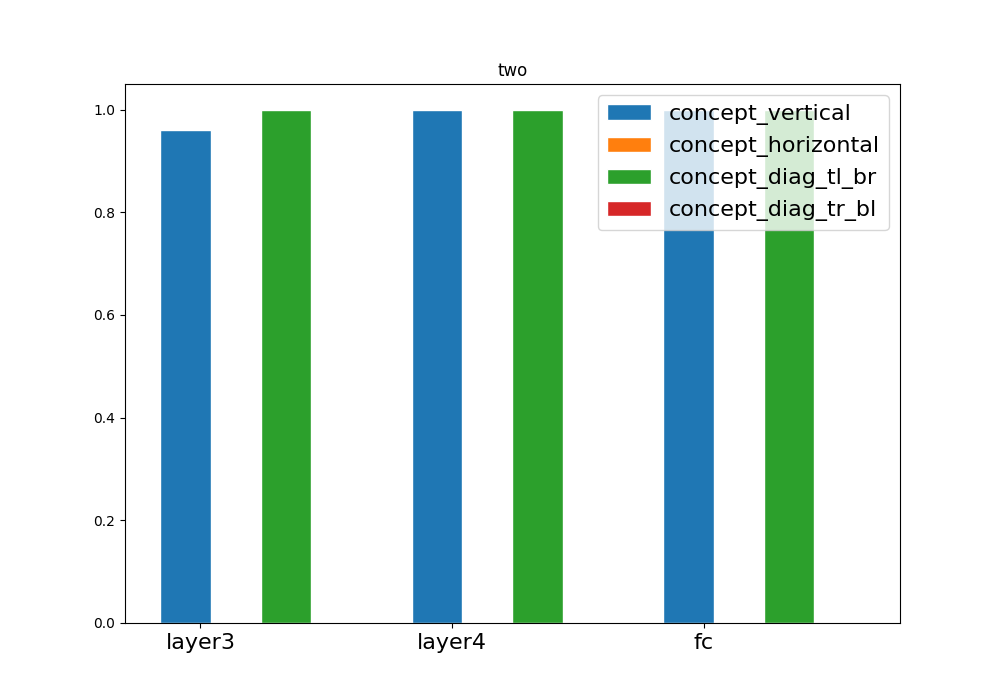 two
1.0
0.8
0.6
0.4
0.2
0.0
concept_vertical
concept_horizontal
concept_diag_tl_br
concept_diag_tr_bl
layer3
layer4
fc